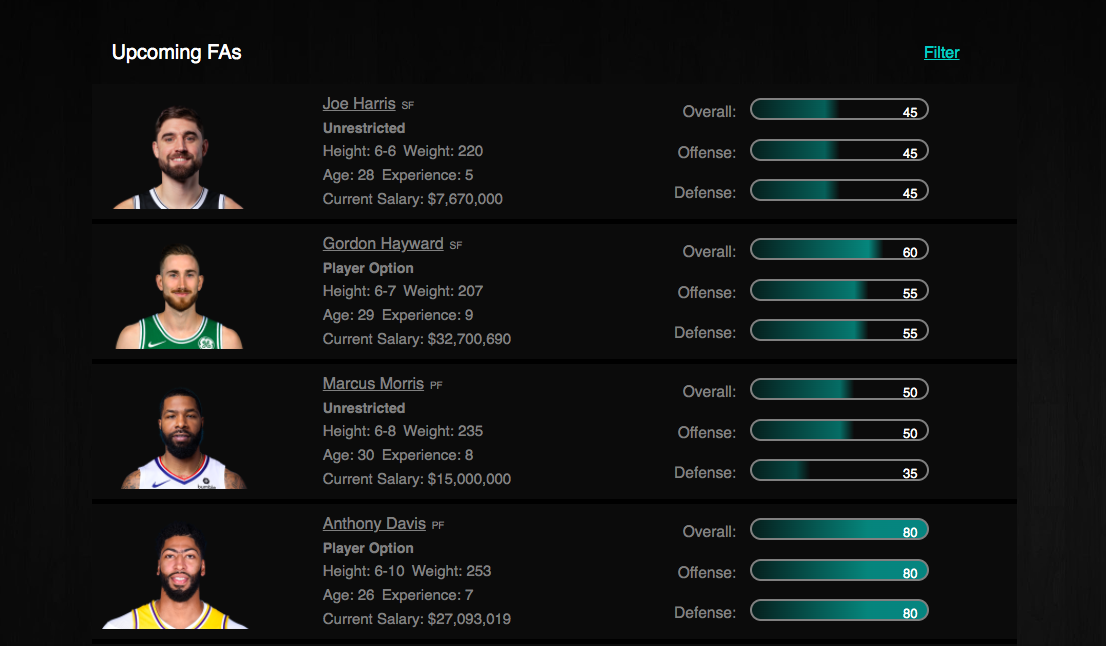 Upcoming FAs
Filter
Joe Harris SF
Unrestricted
Height: 6-6 Weight: 220
Age: 28 Experience: 5
Current Salary: $7,670,000
Overall: 45
Offense: 45
Defense: 45
Gordon Hayward SF
Player Option
Height: 6-7 Weight: 207
Age: 29 Experience: 9
Current Salary: $32,700,690
Overall: 60
Offense: 55
Defense: 55
Marcus Morris PF
Unrestricted
Height: 6-8 Weight: 235
Age: 30 Experience: 8
Current Salary: $15,000,000
Overall: 50
Offense: 50
Defense: 35
Anthony Davis PF
Player Option
Height: 6-10 Weight: 253
Age: 26 Experience: 7
Current Salary: $27,093,019
Overall: 80
Offense: 80
Defense: 80